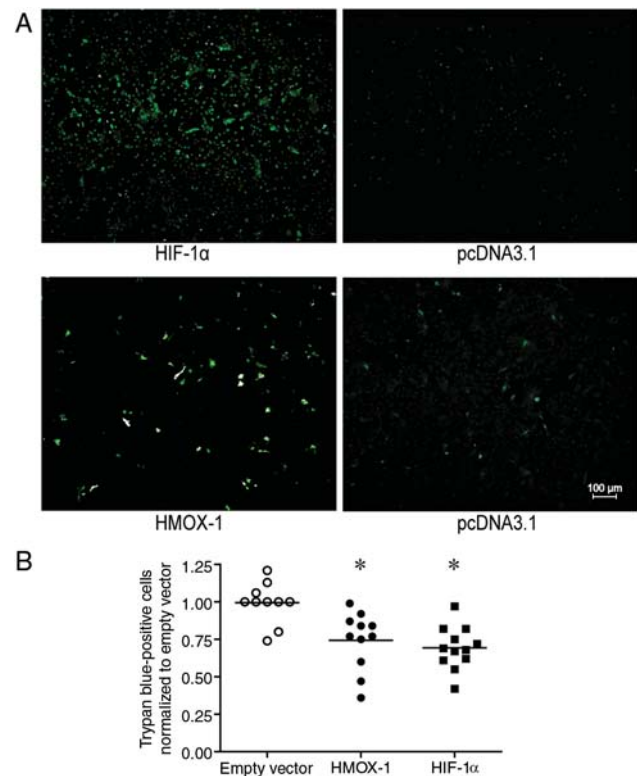 A
HIF-1α
pcDNA3.1
HMOX-1
pcDNA3.1
100 µm
B
Trypan blue-positive cells
normalized to empty vector
1.25
1.00
0.75
0.50
0.25
0.00
*
*
Empty vector
HMOX-1
HIF-1α